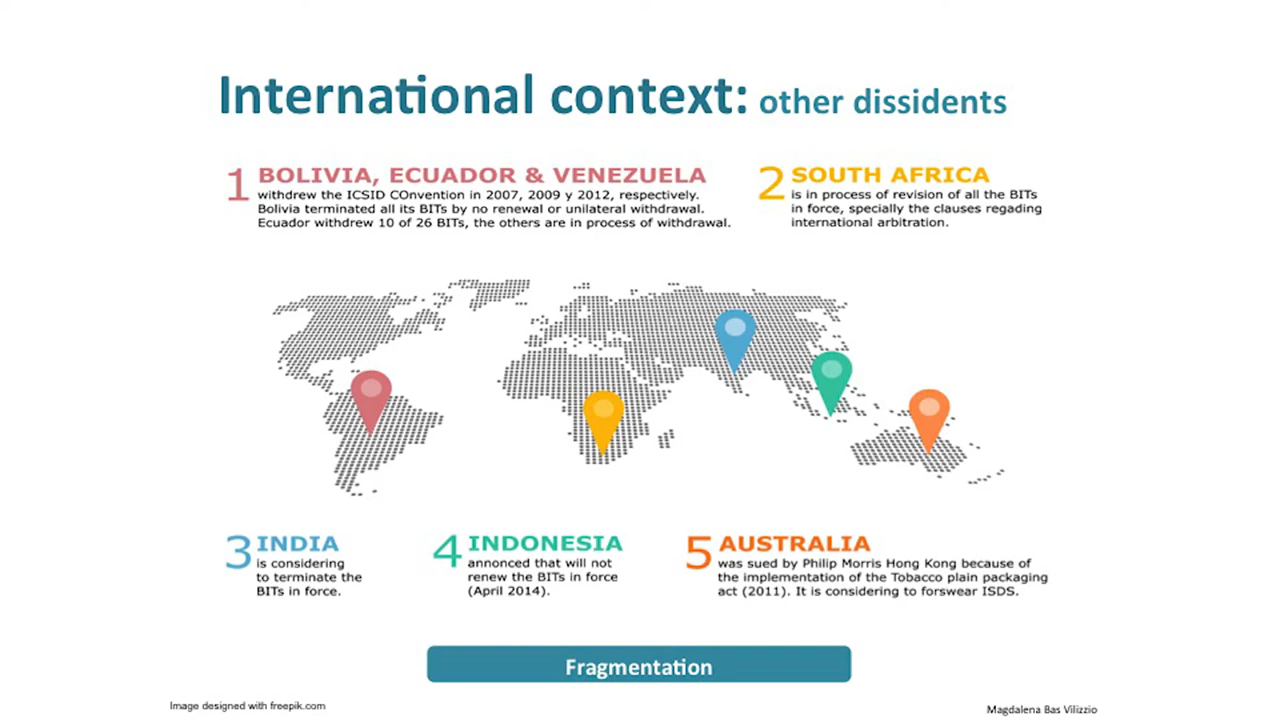 International context: other dissidents
1 BOLIVIA, ECUADOR & VENEZUELA
withdrew the ICSID COnvention in 2007, 2009 y 2012, respectively.
Bolivia terminated all its BITs by no renewal or unilateral withdrawal.
Ecuador withdrew 10 of 26 BITs, the others are in process of withdrawal.
2 SOUTH AFRICA
is in process of revision of all the BITs
in force, specially the clauses regading
international arbitration.
3 INDIA
is considering
to terminate the
BITs in force.
4 INDONESIA
annonced that will not
renew the BITs in force
(April 2014).
5 AUSTRALIA
was sued by Philip Morris Hong Kong because of
the implementation of the Tobacco plain packaging
act (2011). It is considering to forswear ISDS.
Fragmentation
Image designed with freepik.com
Magdalena Bas Vilizzio